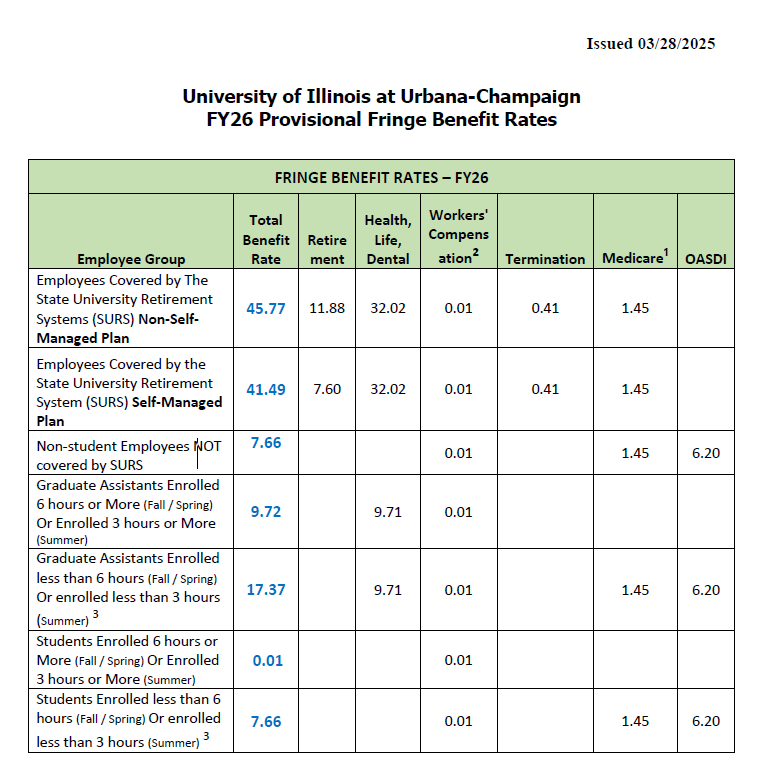 Issued 03/28/2025
University of Illinois at Urbana-Champaign
FY26 Provisional Fringe Benefit Rates
FRINGE BENEFIT RATES – FY26
Employee Group
Total
Benefit
Rate
Retire
ment
Health,
Life,
Dental
Workers'
Compens
ation2
Termination
Medicare1
OASDI
Employees Covered by The
State University Retirement
Systems (SURS) Non-Self-
Managed Plan
45.77 11.88 32.02 0.01 0.41 1.45
Employees Covered by the
State University Retirement
System (SURS) Self-Managed
Plan
41.49 7.60 32.02 0.01 0.41 1.45
Non-student Employees NOT
covered by SURS
7.66 0.01 1.45 6.20
Graduate Assistants Enrolled
6 hours or More (Fall / Spring)
Or Enrolled 3 hours or More
(Summer)
9.72 9.71 0.01
Graduate Assistants Enrolled
less than 6 hours (Fall / Spring)
Or enrolled less than 3 hours
(Summer) 3
17.37 9.71 0.01 1.45 6.20
Students Enrolled 6 hours or
More (Fall / Spring) Or Enrolled
3 hours or More (Summer)
0.01 0.01
Students Enrolled less than 6
hours (Fall / Spring) Or enrolled
less than 3 hours (Summer) 3
7.66 0.01 1.45 6.20